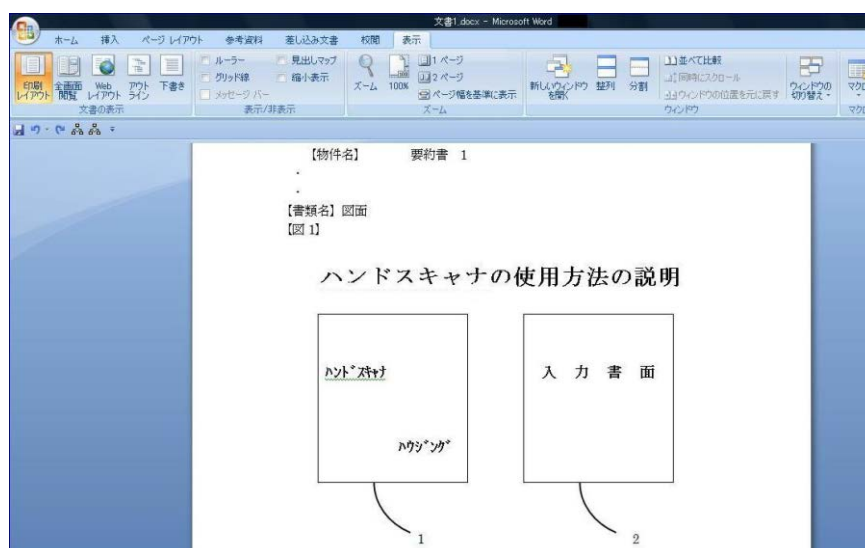 文書1.docx - Microsoft Word
ホーム 挿入 ページ レイアウト 参考資料 差し込み文書 校閲 表示
印刷レイアウト 全画面閲覧 Web レイアウト アウトライン 下書き
文書の表示
ルーラー
グリッド線
メッセージ バー
見出しマップ
縮小表示
表示/非表示
ズーム 100%
1 ページ
2 ページ
ページ幅を基準に表示
ズーム
新しいウィンドウを開く 整列 分割
並べて比較
同時にスクロール
ウィンドウの位置を元に戻す
ウィンドウの切り替え
ウィンドウ
マクロ
マクロ
【物件名】 要約書 1
・
・
【書類名】図面
【図 1】
ハンドスキャナの使用方法の説明
ﾊﾝﾄﾞｽｷｬﾅ
ﾊｳｼﾞﾝｸﾞ
入 力 書 面
1
2